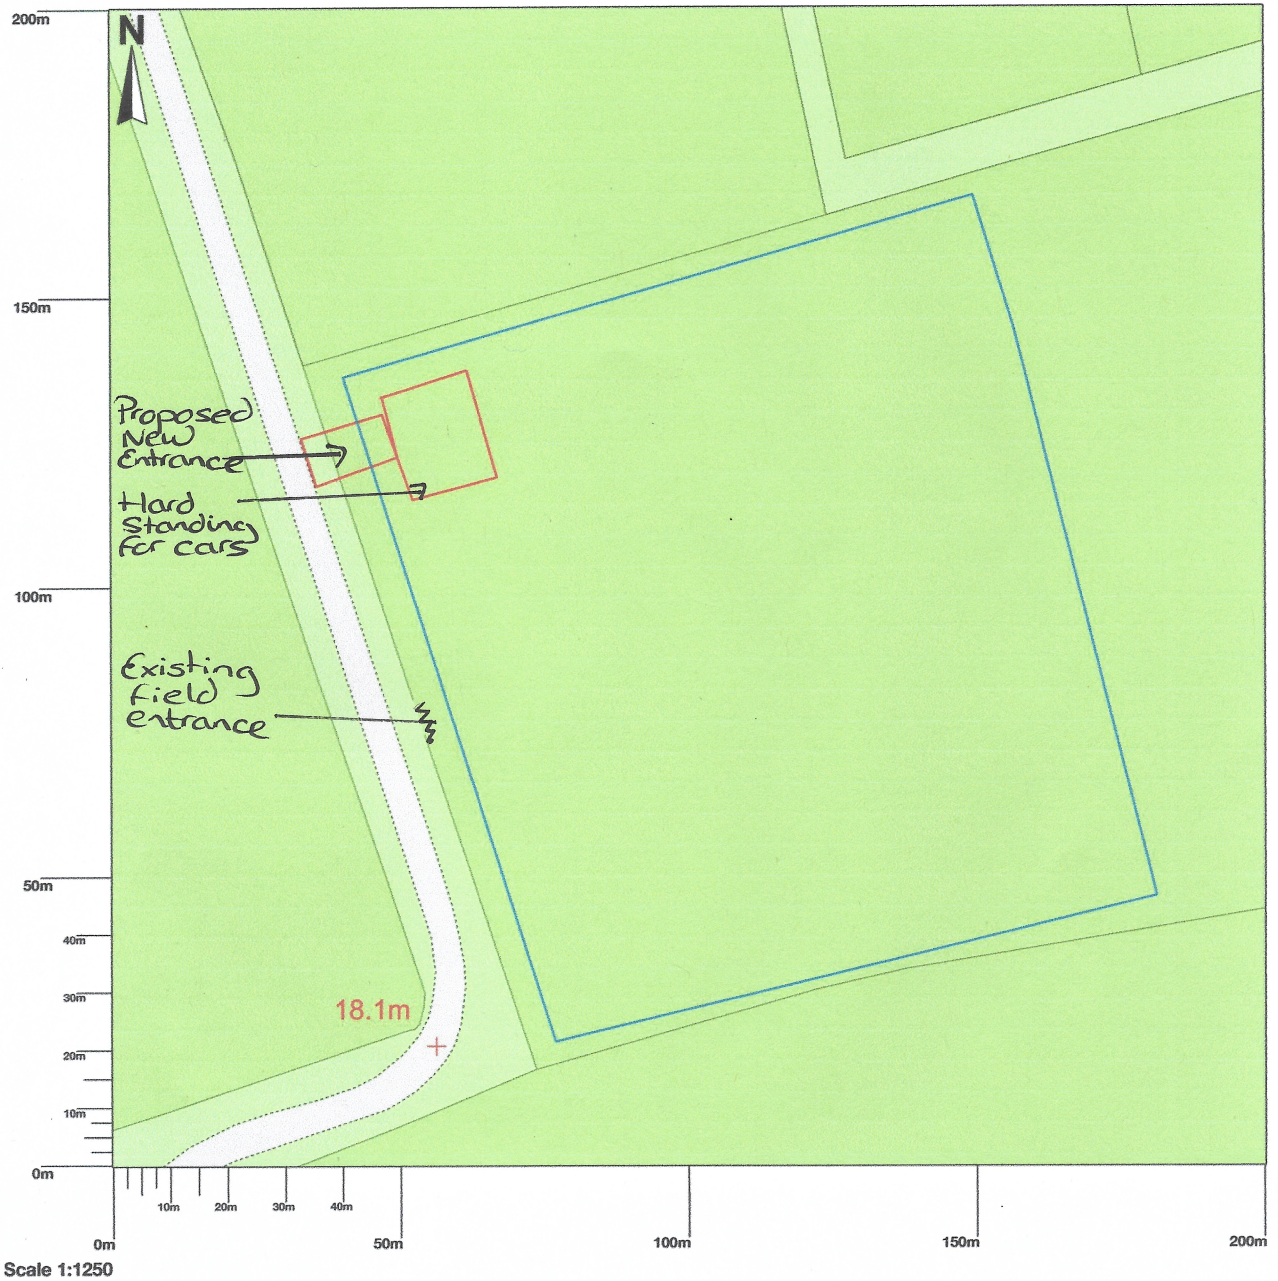 200m
N
150m
Proposed
New
Entrance
Hard
Standing
for cars
100m
Existing
field
entrance
50m
40m
30m
18.1m
20m
10m
0m
10m
20m
30m
40m
0m
50m
100m
150m
200m
Scale 1:1250